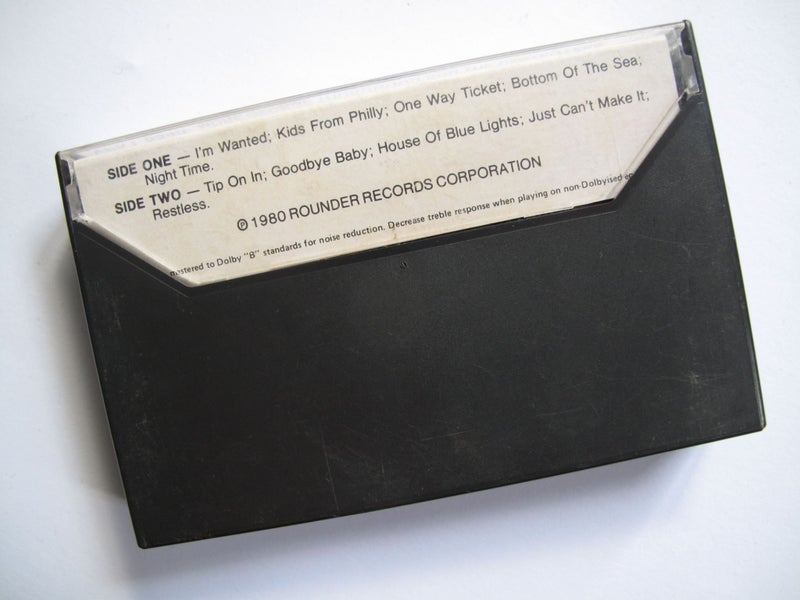 SIDE ONE — I'm Wanted; Kids From Philly; One Way Ticket; Bottom Of The Sea;
Night Time.
SIDE TWO — Tip On In; Goodbye Baby; House Of Blue Lights; Just Can't Make It;
Restless.
℗ 1980 ROUNDER RECORDS CORPORATION
mastered to Dolby "B" standards for noise reduction. Decrease treble response when playing on non-Dolbyised